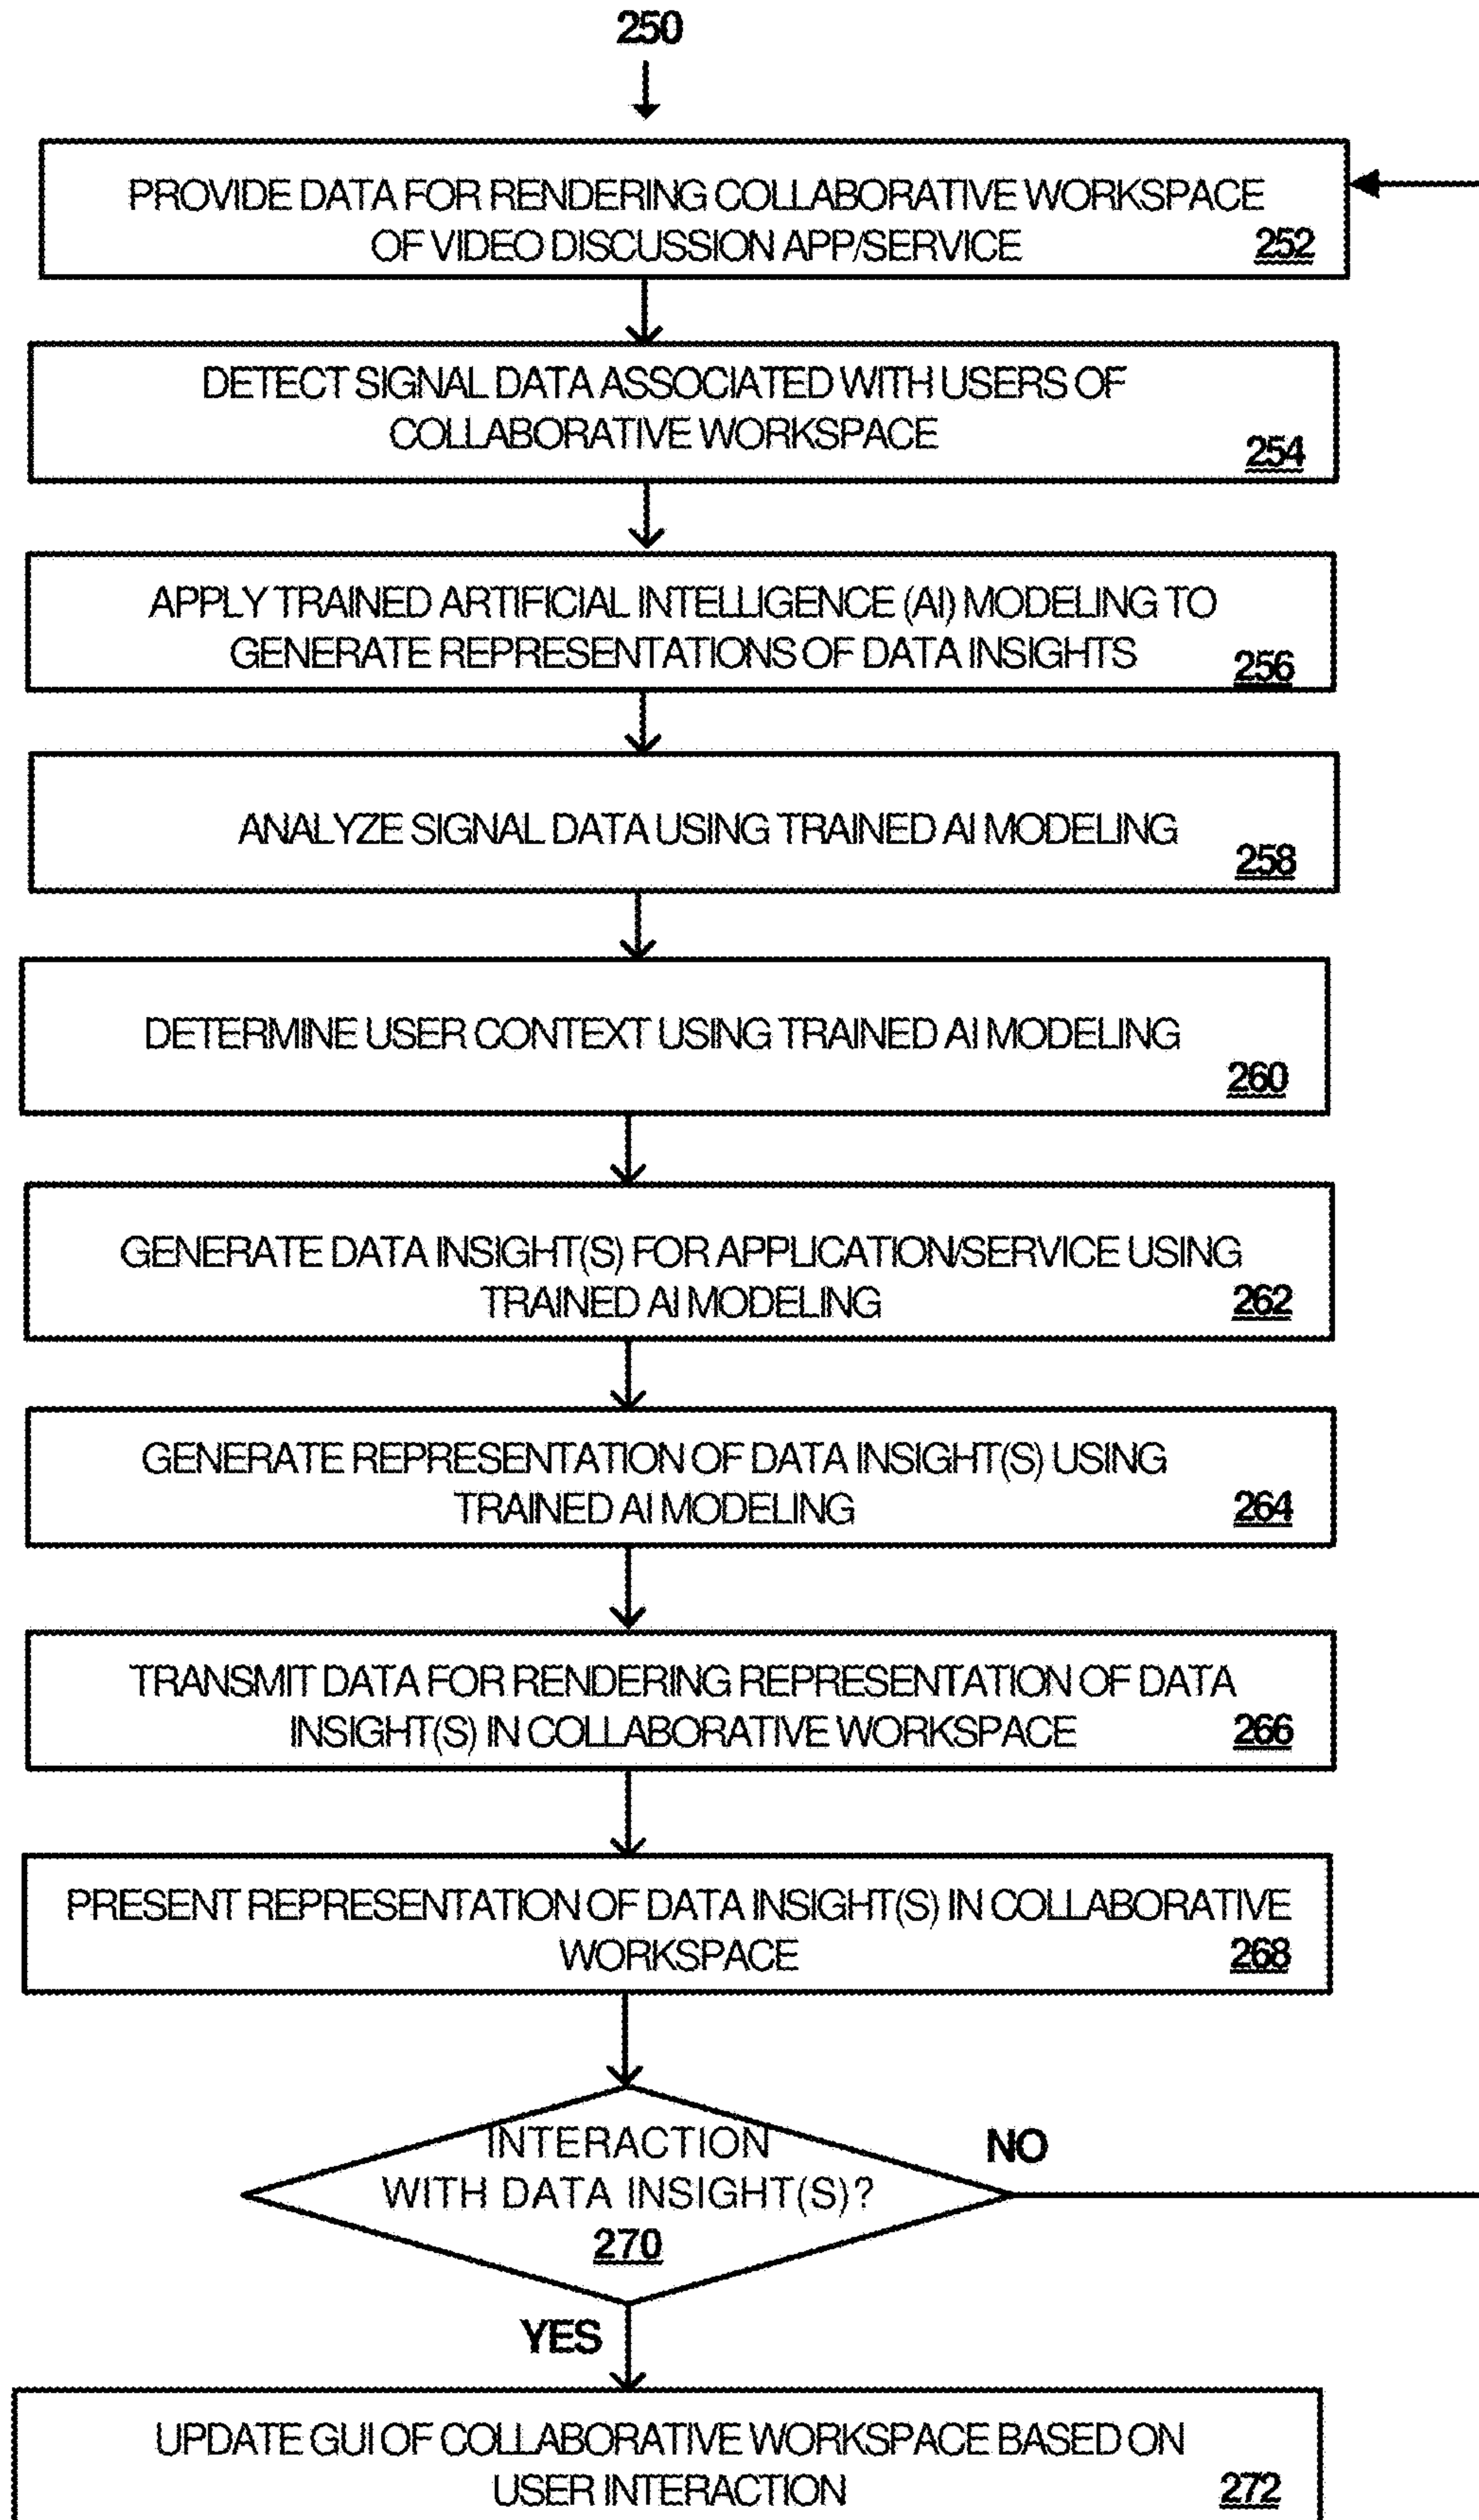 250
PROVIDE DATA FOR RENDERING COLLABORATIVE WORKSPACE
OF VIDEO DISCUSSION APP/SERVICE
252
DETECT SIGNAL DATA ASSOCIATED WITH USERS OF
COLLABORATIVE WORKSPACE
254
APPLY TRAINED ARTIFICIAL INTELLIGENCE (AI) MODELING TO
GENERATE REPRESENTATIONS OF DATA INSIGHTS
256
ANALYZE SIGNAL DATA USING TRAINED AI MODELING
258
DETERMINE USER CONTEXT USING TRAINED AI MODELING
260
GENERATE DATA INSIGHT(S) FOR APPLICATION/SERVICE USING
TRAINED AI MODELING
262
GENERATE REPRESENTATION OF DATA INSIGHT(S) USING
TRAINED AI MODELING
264
TRANSMIT DATA FOR RENDERING REPRESENTATION OF DATA
INSIGHT(S) IN COLLABORATIVE WORKSPACE
266
PRESENT REPRESENTATION OF DATA INSIGHT(S) IN COLLABORATIVE
WORKSPACE
268
INTERACTION
WITH DATA INSIGHT(S)?
270
NO
YES
UPDATE GUI OF COLLABORATIVE WORKSPACE BASED ON
USER INTERACTION
272